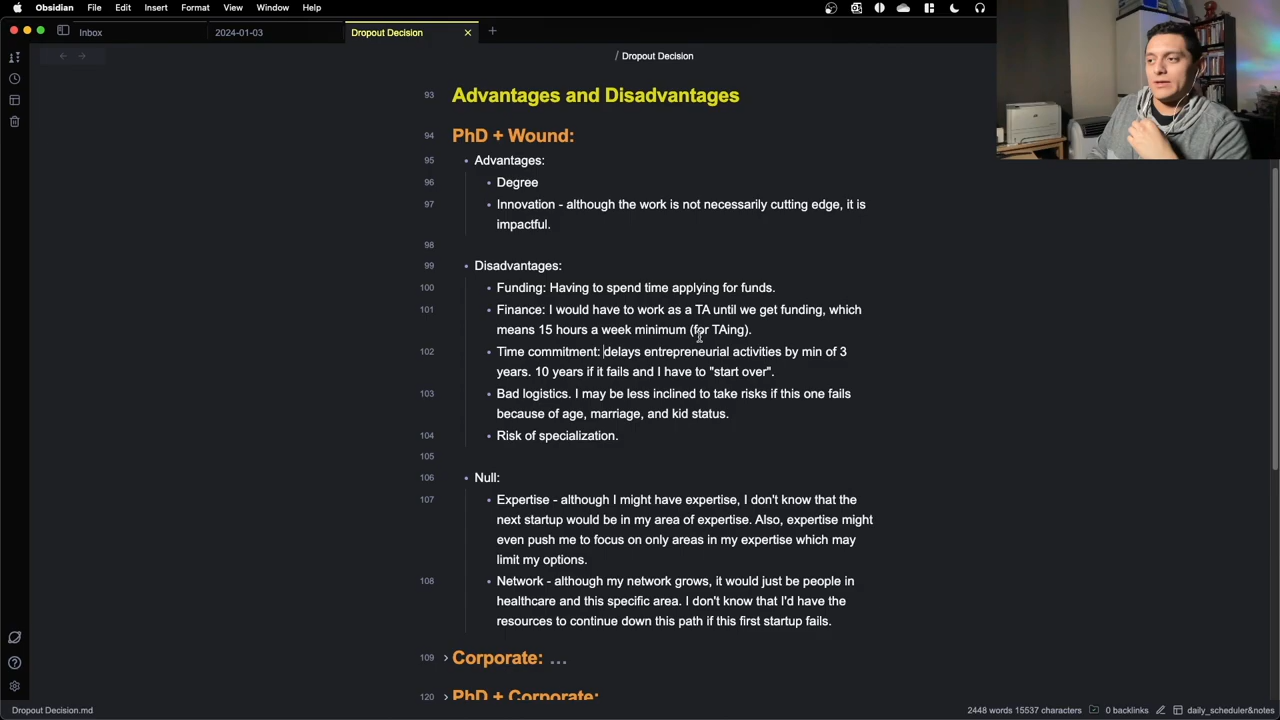 Obsidian File Edit Insert Format View Window Help
Inbox
2024-01-03
Dropout Decision
/ Dropout Decision
93 Advantages and Disadvantages
94 PhD + Wound:
95 • Advantages:
96 • Degree
97 • Innovation - although the work is not necessarily cutting edge, it is
impactful.
98
99 • Disadvantages:
100 • Funding: Having to spend time applying for funds.
101 • Finance: I would have to work as a TA until we get funding, which
means 15 hours a week minimum (for TAing).
102 • Time commitment: delays entrepreneurial activities by min of 3
years. 10 years if it fails and I have to "start over".
103 • Bad logistics. I may be less inclined to take risks if this one fails
because of age, marriage, and kid status.
104 • Risk of specialization.
105
106 • Null:
107 • Expertise - although I might have expertise, I don't know that the
next startup would be in my area of expertise. Also, expertise might
even push me to focus on only areas in my expertise which may
limit my options.
108 • Network - although my network grows, it would just be people in
healthcare and this specific area. I don't know that I'd have the
resources to continue down this path if this first startup fails.
109 Corporate: ...
120 PhD + Corporate:
Dropout Decision.md
2448 words 15537 characters 0 backlinks daily_scheduler&notes